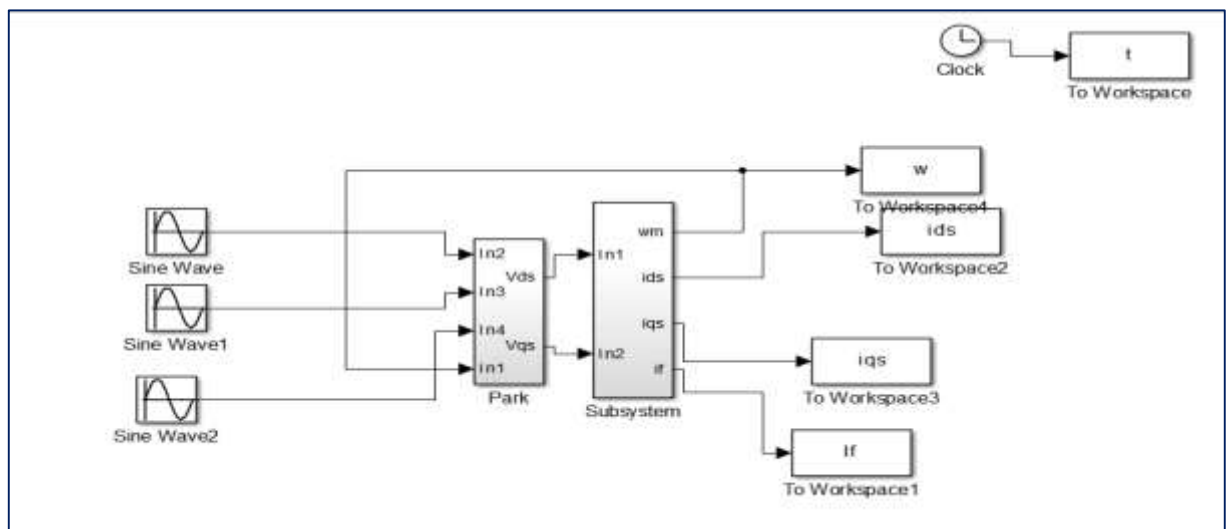 t
Clock
To Workspace
w
To Workspace4
wm
In2
Sine Wave
In1
ids
Vds
ids
To Workspace2
In3
Sine Wave1
In4
iqs
Vqs
In2
iqs
In1
if
To Workspace3
Park
Subsystem
Sine Wave2
If
To Workspace1